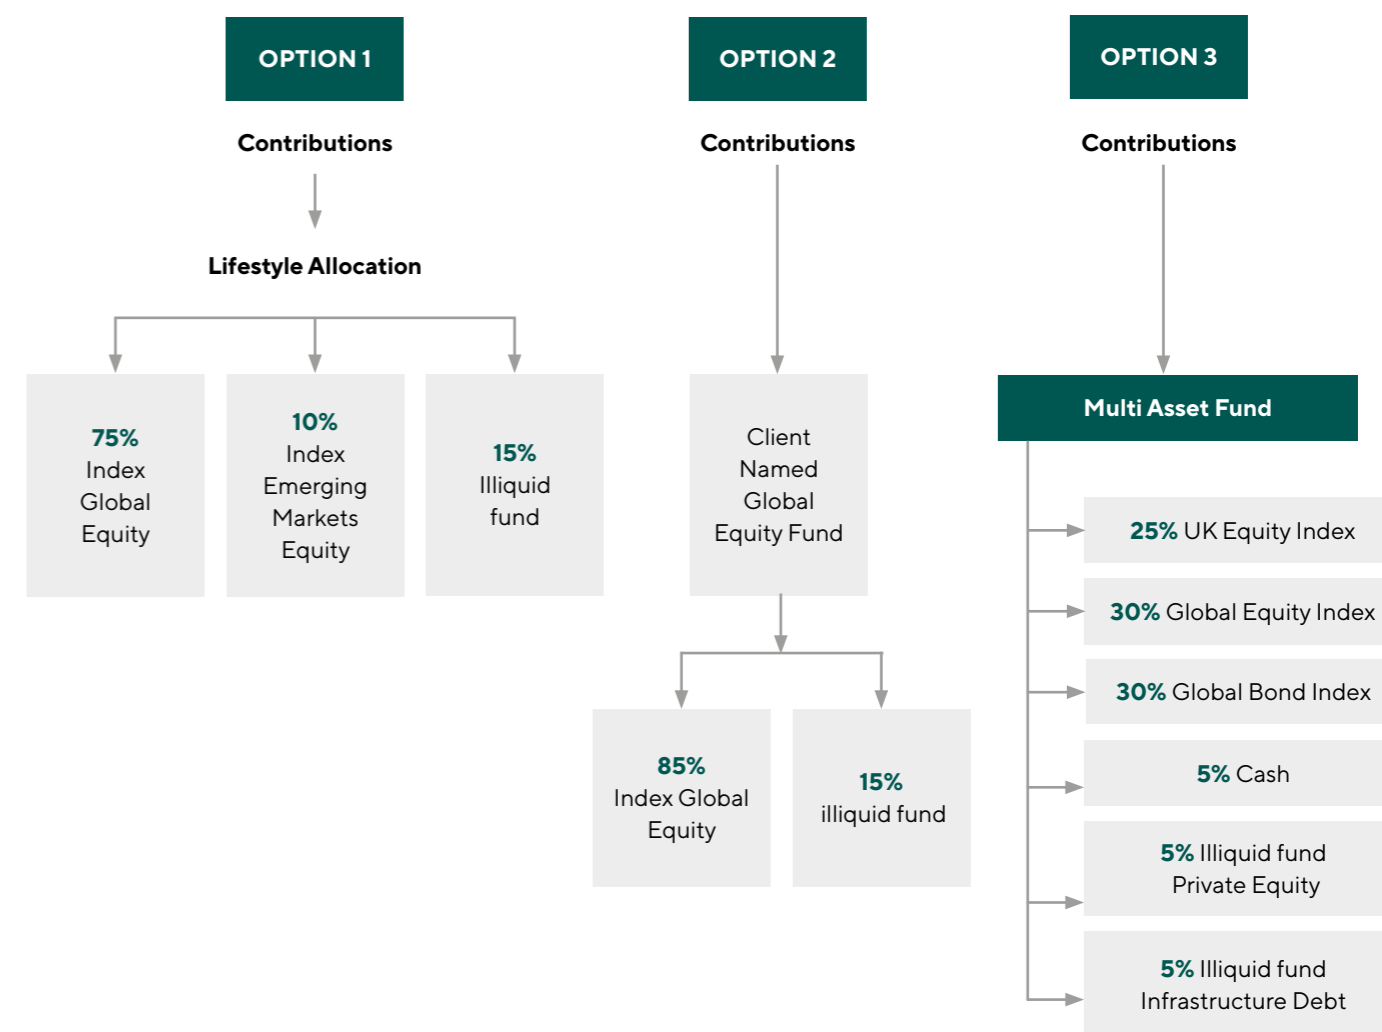 OPTION 1
Contributions
Lifestyle Allocation
75%
Index
Global
Equity
10%
Index
Emerging
Markets
Equity
15%
Illiquid
fund
OPTION 2
Contributions
Client
Named
Global
Equity Fund
85%
Index Global
Equity
15%
illiquid fund
OPTION 3
Contributions
Multi Asset Fund
25% UK Equity Index
30% Global Equity Index
30% Global Bond Index
5% Cash
5% Illiquid fund
Private Equity
5% Illiquid fund
Infrastructure Debt